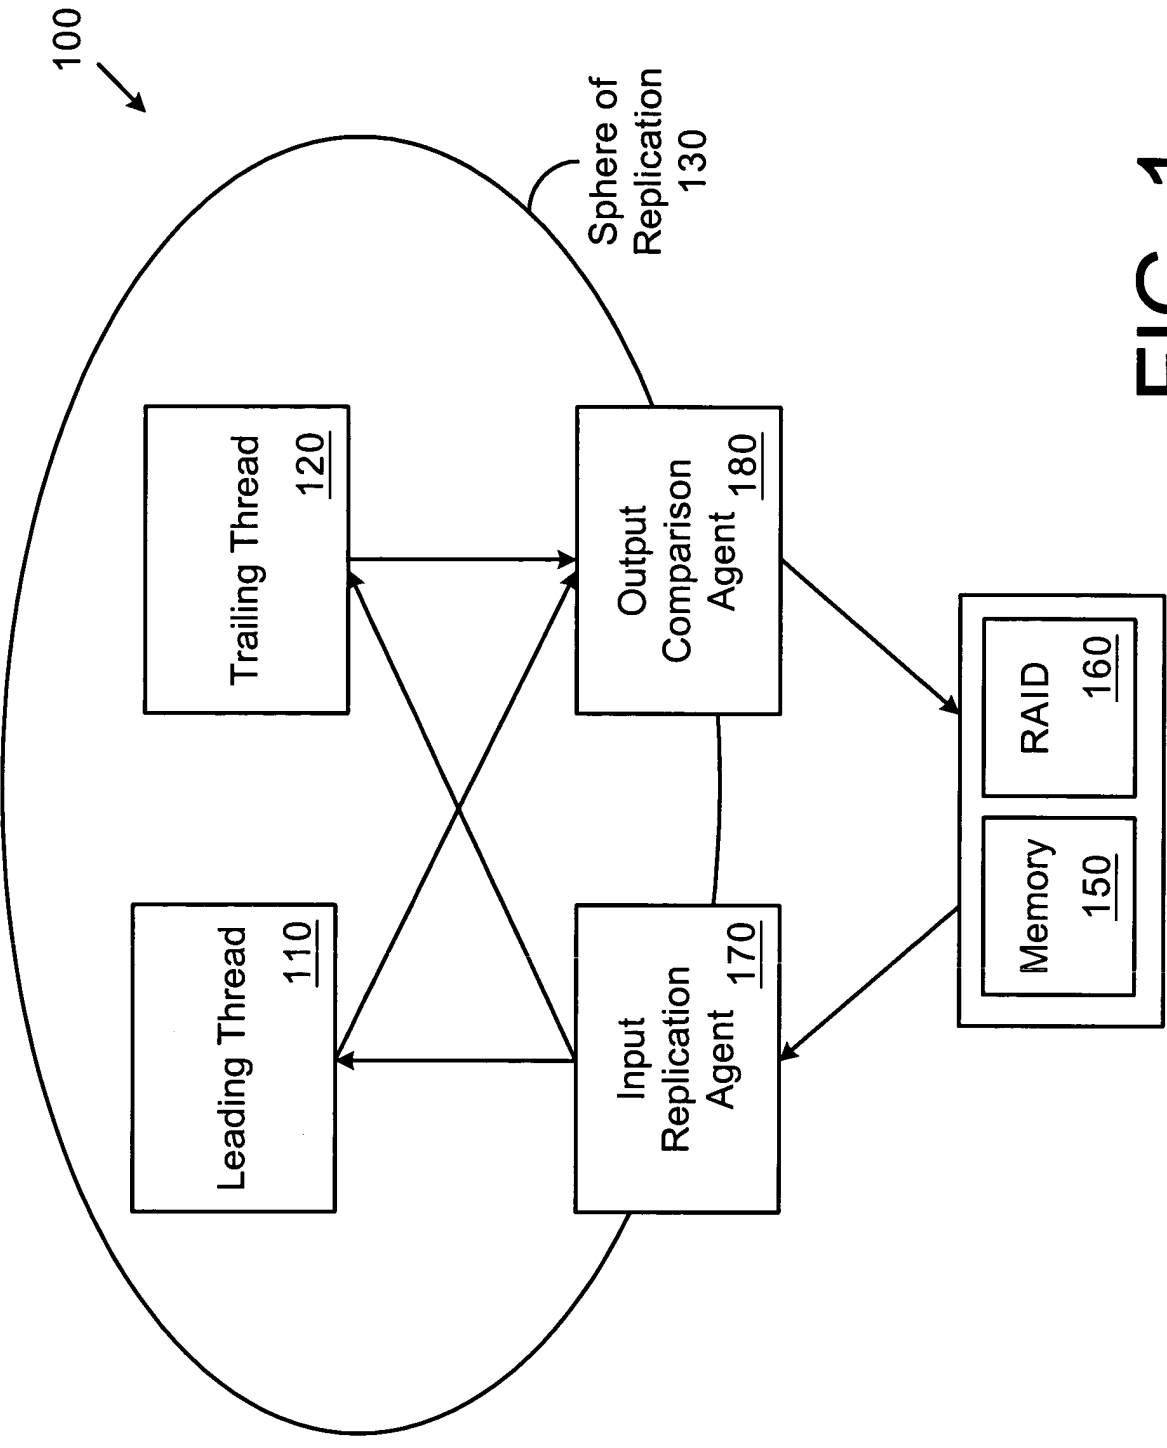 100
Sphere of
Replication
130
Leading Thread
110
Trailing Thread
120
Input
Replication
Agent
170
Output
Comparison
Agent
180
Memory
150
RAID
160
FIG. 1